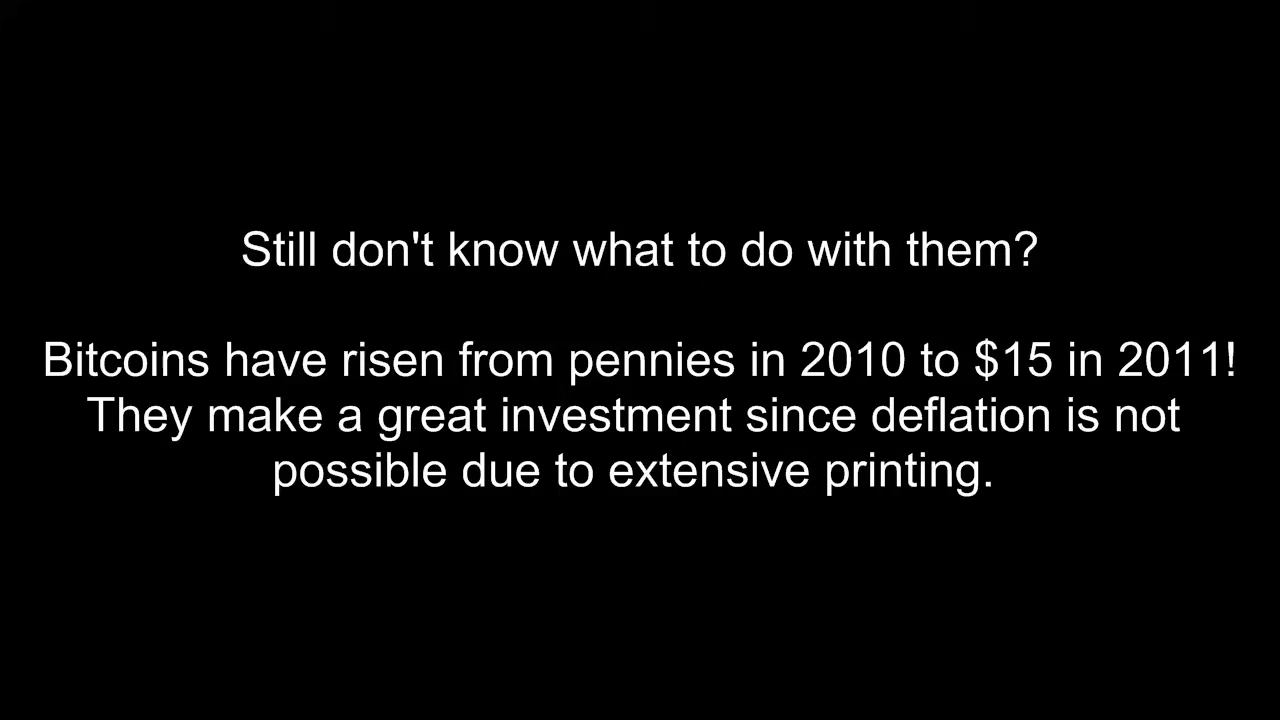 Still don't know what to do with them?
Bitcoins have risen from pennies in 2010 to $15 in 2011!
They make a great investment since deflation is not
possible due to extensive printing.